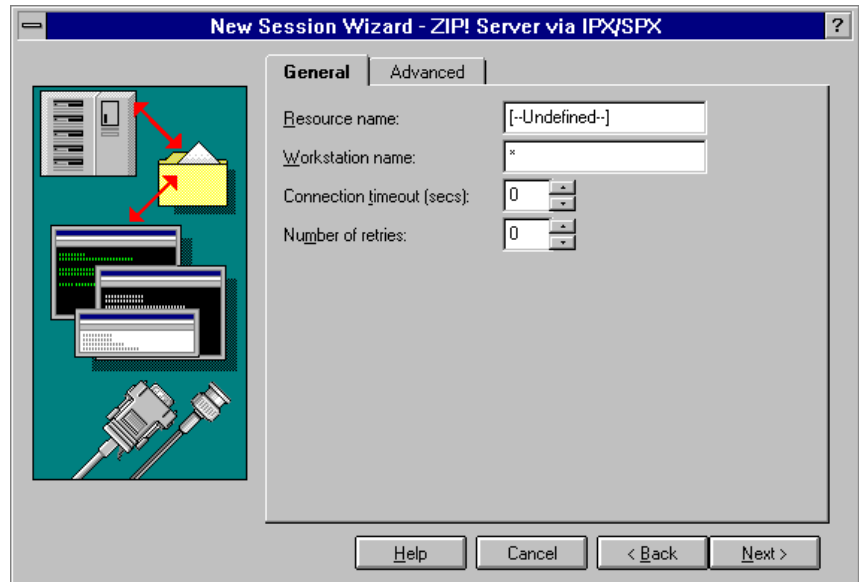 New Session Wizard - ZIP! Server via IPX/SPX ?
General Advanced
Resource name: [--Undefined--]
Workstation name: *
Connection timeout (secs): 0
Number of retries: 0
Help Cancel < Back Next >